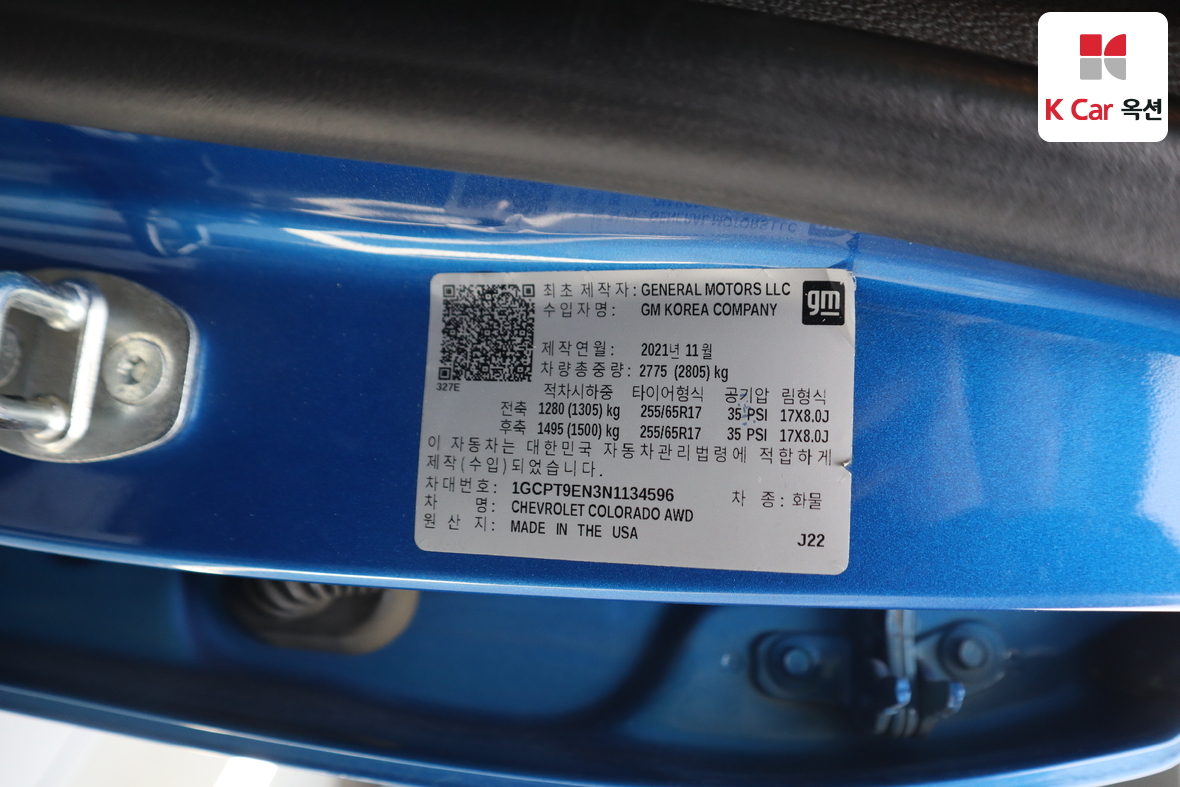 K Car 옥션
최초 제작자: GENERAL MOTORS LLC
gm
수입자명: GM KOREA COMPANY
제작연월: 2021년 11월
차량총중량: 2775 (2805) kg
327E
적차시하중 타이어형식 공기압 림형식
전축 1280 (1305) kg 255/65R17 35 PSI 17X8.0J
후축 1495 (1500) kg 255/65R17 35 PSI 17X8.0J
이 자동차는 대한민국 자동차관리법령에 적합하게
제작(수입)되었습니다.
차대번호: 1GCPT9EN3N1134596 차 종: 화물
차 명: CHEVROLET COLORADO AWD
원 산 지: MADE IN THE USA
J22